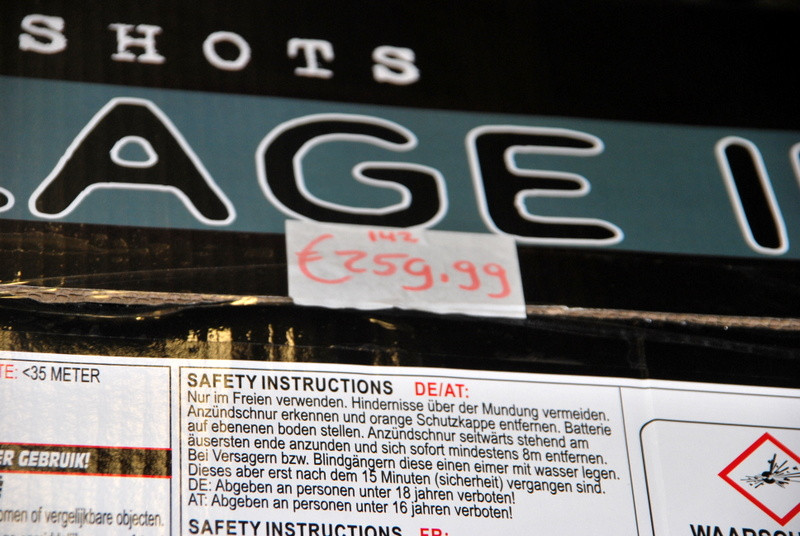 SHOTS
AGE I
142
€259.99
TE: <35 METER
ER GEBRUIK!
omen of vergelijkbare objecten.
SAFETY INSTRUCTIONS DE/AT:
Nur im Freien verwenden. Hindernisse über der Mundung vermeiden.
Anzündschnur erkennen und orange Schutzkappe entfernen. Batterie
auf ebenenen boden stellen. Anzündschnur seitwärts stehend am
äusersten ende anzunden und sich sofort mindestens 8m entfernen.
Bei Versagern bzw. Blindgängern diese einen eimer mit wasser legen.
Dieses aber erst nach dem 15 Minuten (sicherheit) vergangen sind.
DE: Abgeben an personen unter 18 jahren verboten!
AT: Abgeben an personen unter 16 jahren verboten!
SAFETY INSTRUCTIONS FR:
WAARSCHU